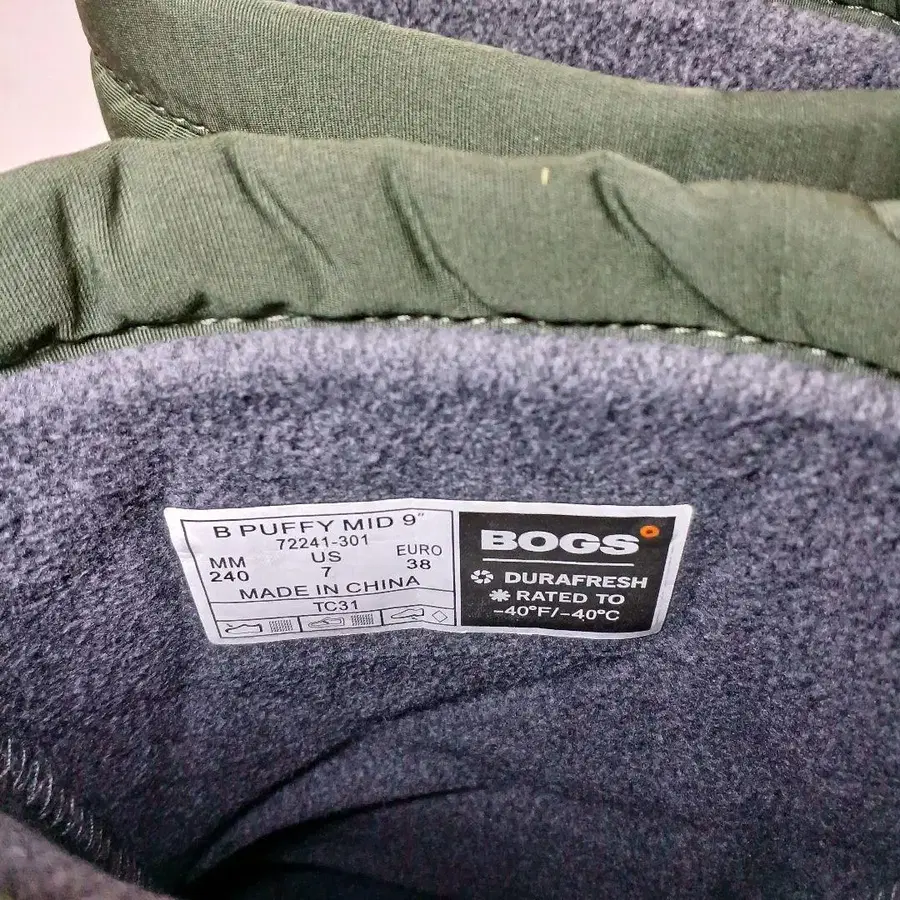 B PUFFY MID 9"
72241-301
MM US EURO
240 7 38
MADE IN CHINA
TC31
BOGS
DURAFRESH
RATED TO
-40°F/-40°C